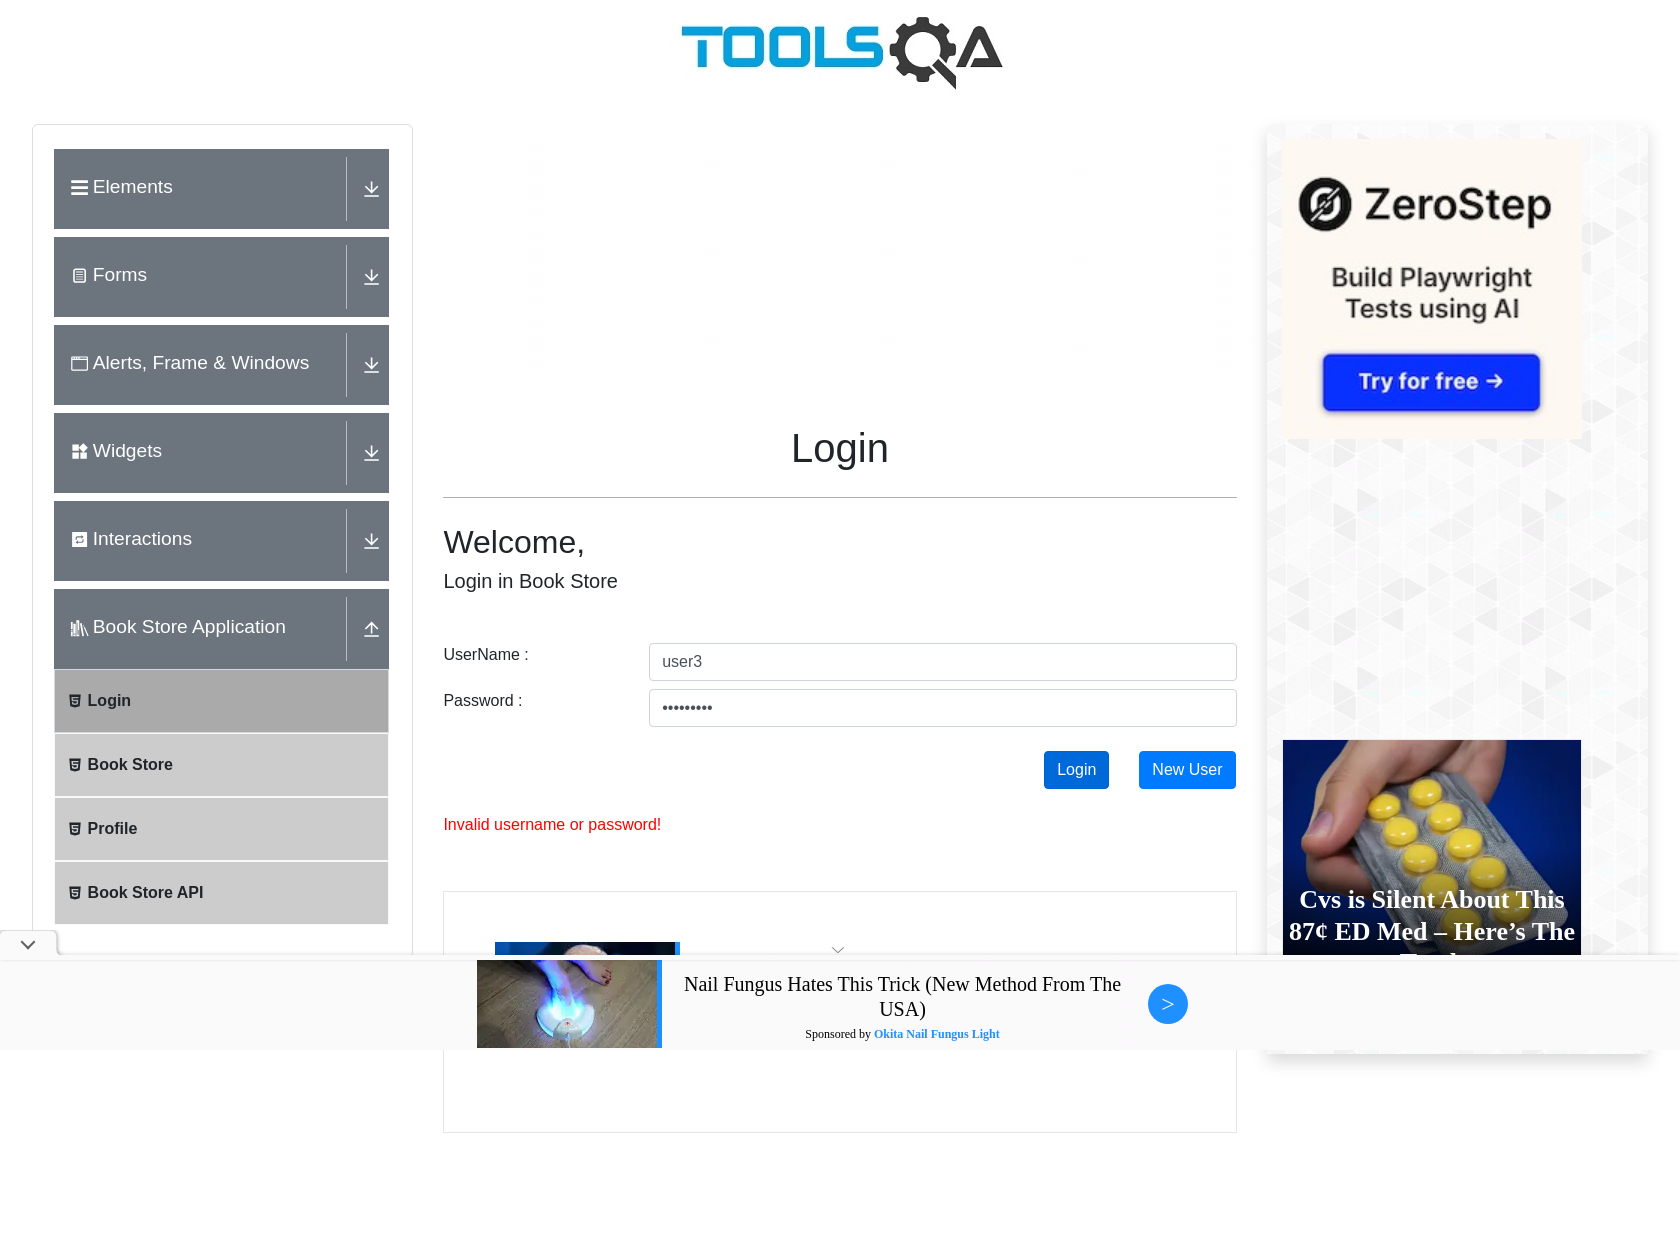 TOOLSQA
Elements
Forms
Alerts, Frame & Windows
Widgets
Interactions
Book Store Application
Login
Book Store
Profile
Book Store API
Login
Welcome,
Login in Book Store
UserName :
user3
Password :
•••••••••
Login
New User
Invalid username or password!
ZeroStep
Build Playwright
Tests using AI
Try for free →
Cvs is Silent About This
87¢ ED Med – Here’s The
Nail Fungus Hates This Trick (New Method From The
USA)
Sponsored by Okita Nail Fungus Light
>